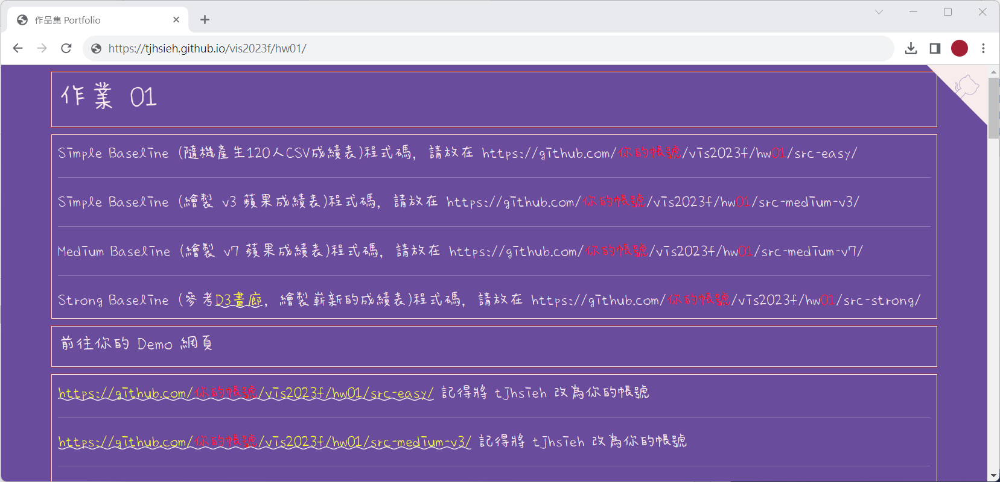 作品集 Portfolio
https://tjhsieh.github.io/vis2023f/hw01/
作業 01
Simple Baseline (隨機產生120人CSV成績表)程式碼, 請放在 https://github.com/你的帳號/vis2023f/hw01/src-easy/
Simple Baseline (繪製 v3 蘋果成績表)程式碼, 請放在 https://github.com/你的帳號/vis2023f/hw01/src-medium-v3/
Medium Baseline (繪製 v7 蘋果成績表)程式碼, 請放在 https://github.com/你的帳號/vis2023f/hw01/src-medium-v7/
Strong Baseline (參考D3畫廊, 繪製嶄新的成績表)程式碼, 請放在 https://github.com/你的帳號/vis2023f/hw01/src-strong/
前往你的 Demo 網頁
https://github.com/你的帳號/vis2023f/hw01/src-easy/ 記得將 tjhsieh 改為你的帳號
https://github.com/你的帳號/vis2023f/hw01/src-medium-v3/ 記得將 tjhsieh 改為你的帳號